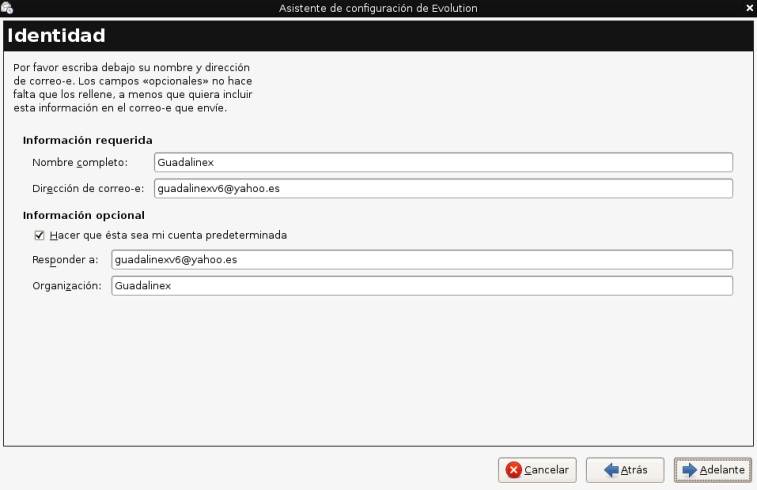 Asistente de configuración de Evolution
Identidad
Por favor escriba debajo su nombre y dirección
de correo-e. Los campos «opcionales» no hace
falta que los rellene, a menos que quiera incluir
esta información en el correo-e que envíe.
Información requerida
Nombre completo: Guadalinex
Dirección de correo-e: guadalinexv6@yahoo.es
Información opcional
Hacer que ésta sea mi cuenta predeterminada
Responder a: guadalinexv6@yahoo.es
Organización: Guadalinex
Cancelar Atrás Adelante